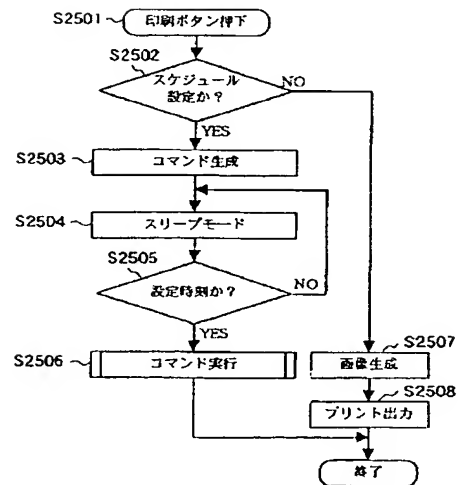 S2501
印刷ボタン押下
S2502
スケジュール
設定か？
NO
YES
S2503
コマンド生成
S2504
スリープモード
S2505
設定時刻か？
NO
YES
S2506
コマンド実行
S2507
画像生成
S2508
プリント出力
終了